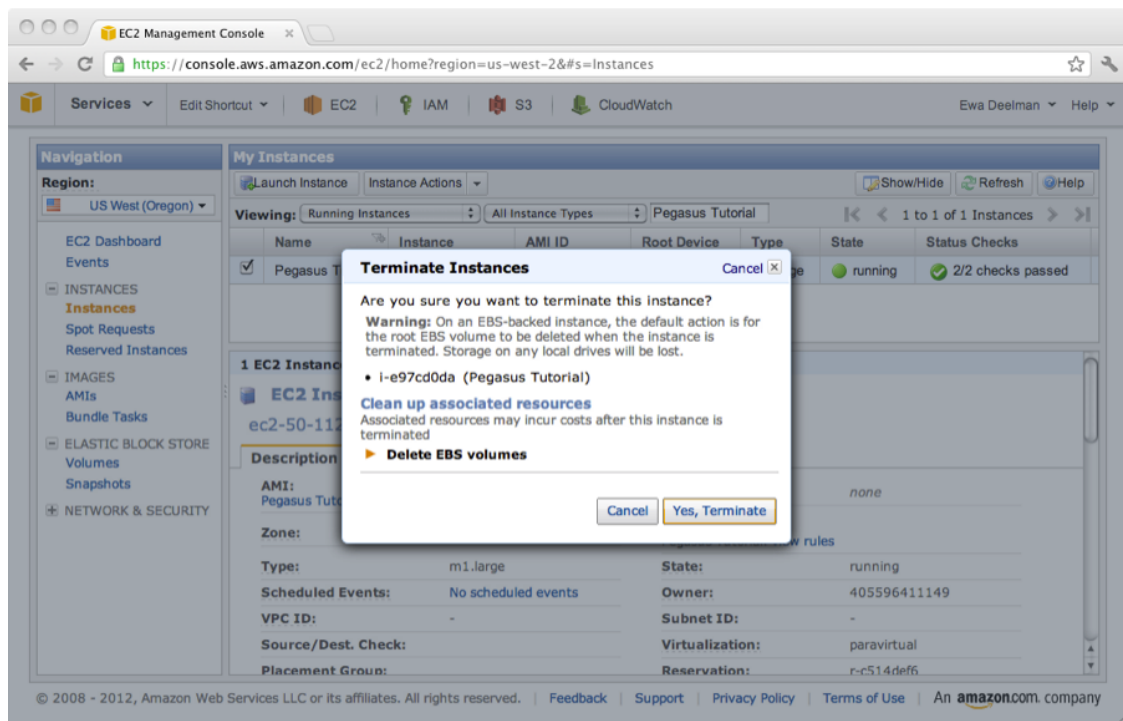 EC2 Management Console
https://console.aws.amazon.com/ec2/home?region=us-west-2&#s=Instances
Services Edit Shortcut EC2 IAM S3 CloudWatch Ewa Deelman Help
Navigation
Region:
US West (Oregon)
EC2 Dashboard
Events
INSTANCES
Instances
Spot Requests
Reserved Instances
IMAGES
AMIs
Bundle Tasks
ELASTIC BLOCK STORE
Volumes
Snapshots
NETWORK & SECURITY
My Instances
Launch Instance Instance Actions Show/Hide Refresh Help
Viewing: Running Instances All Instance Types Pegasus Tutorial 1 to 1 of 1 Instances
Name Instance AMI ID Root Device Type State Status Checks
Pegasus T running 2/2 checks passed
Terminate Instances Cancel
Are you sure you want to terminate this instance?
Warning: On an EBS-backed instance, the default action is for
the root EBS volume to be deleted when the instance is
terminated. Storage on any local drives will be lost.
• i-e97cd0da (Pegasus Tutorial)
Clean up associated resources
Associated resources may incur costs after this instance is
terminated
Delete EBS volumes
Cancel Yes, Terminate
1 EC2 Instanc
EC2 Ins
ec2-50-112
Description
AMI: none
Pegasus Tuto
Zone: rules
Type: m1.large State: running
Scheduled Events: No scheduled events Owner: 405596411149
VPC ID: - Subnet ID: -
Source/Dest. Check: Virtualization: paravirtual
Placement Group: Reservation: r-c514def6
© 2008 - 2012, Amazon Web Services LLC or its affiliates. All rights reserved. | Feedback | Support | Privacy Policy | Terms of Use | An amazon.com. company